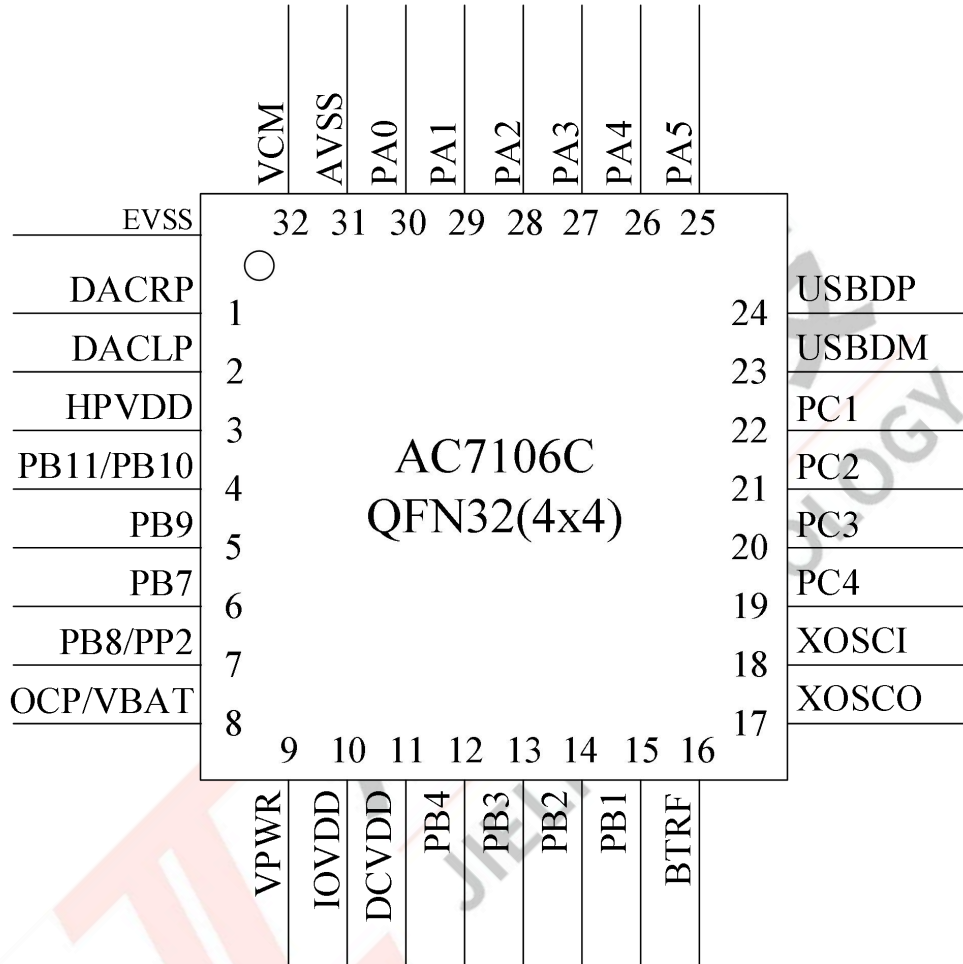 VCM AVSS PA0 PA1 PA2 PA3 PA4 PA5
32 31 30 29 28 27 26 25
EVSS
DACRP 1
DACLP 2
HPVDD 3
PB11/PB10 4
PB9 5
PB7 6
PB8/PP2 7
OCP/VBAT 8
AC7106C
QFN32(4x4)
24 USBDP
23 USBDM
22 PC1
21 PC2
20 PC3
19 PC4
18 XOSCI
17 XOSCO
9 10 11 12 13 14 15 16
VPWR IOVDD DCVDD PB4 PB3 PB2 PB1 BTRF